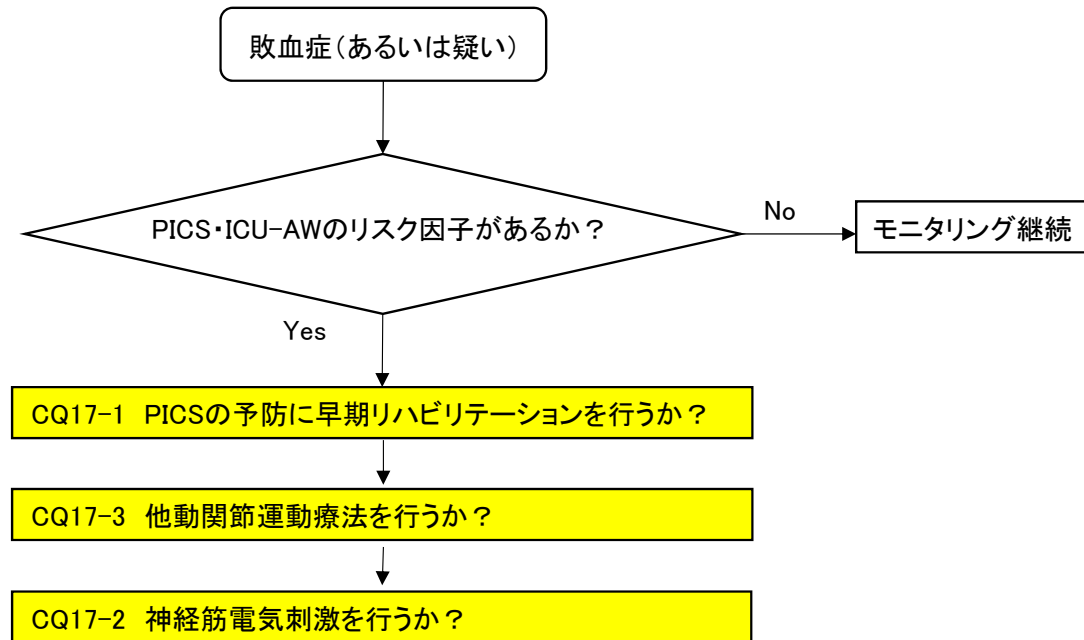 敗血症（あるいは疑い）
PICS・ICU-AWのリスク因子があるか？
No
モニタリング継続
Yes
CQ17-1 PICSの予防に早期リハビリテーションを行うか？
CQ17-3 他動関節運動療法を行うか？
CQ17-2 神経筋電気刺激を行うか？